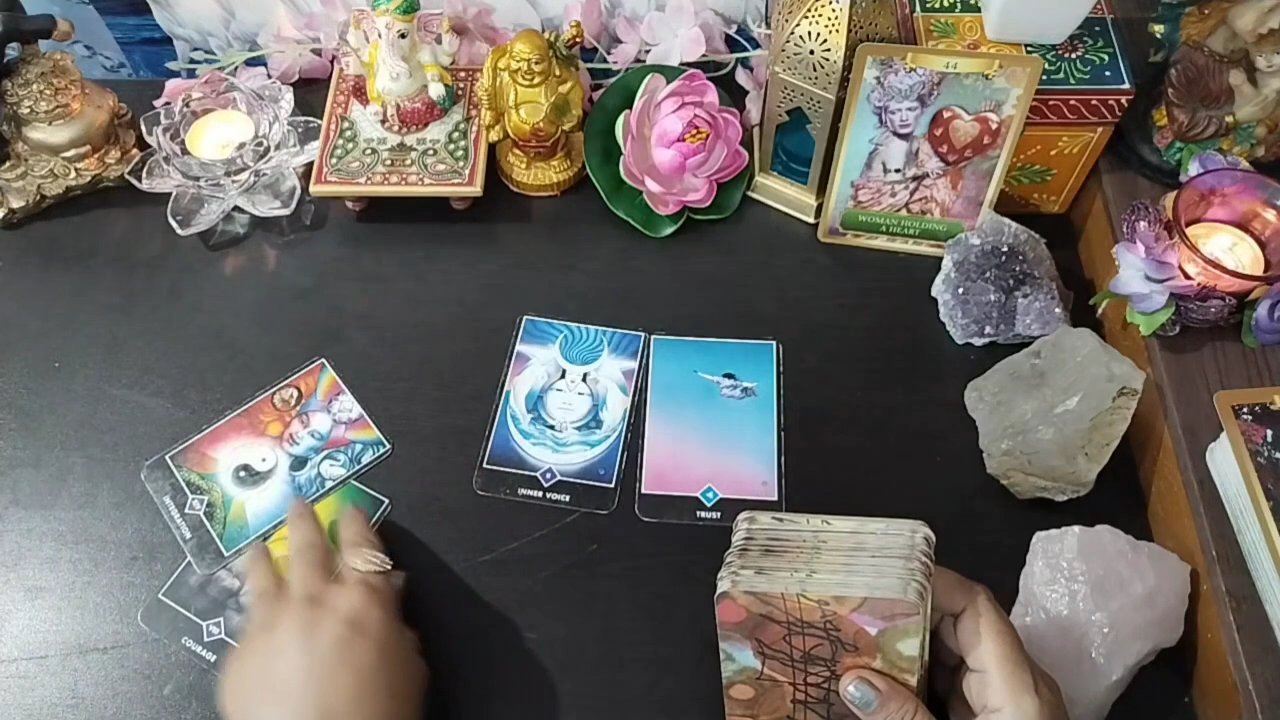 44
WOMAN HOLDING
A HEART
INNER VOICE
TRUST
INTEGRATION
COURAGE